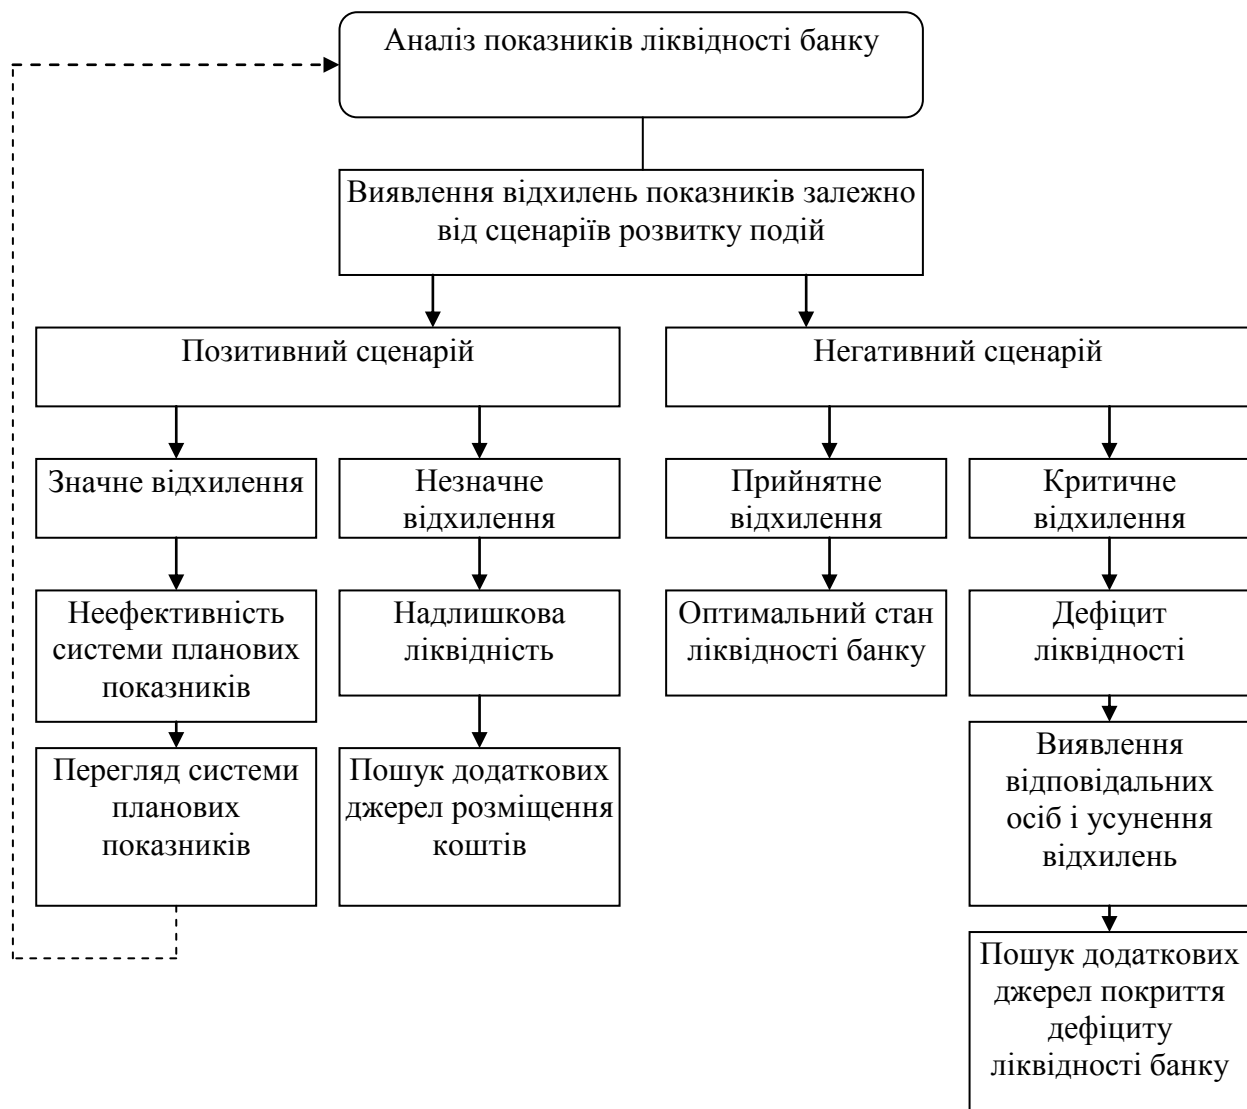 Аналіз показників ліквідності банку
Виявлення відхилень показників залежно
від сценаріїв розвитку подій
Позитивний сценарій
Негативний сценарій
Значне відхилення
Незначне
відхилення
Прийнятне
відхилення
Критичне
відхилення
Неефективність
системи планових
показників
Надлишкова
ліквідність
Оптимальний стан
ліквідності банку
Дефіцит
ліквідності
Перегляд системи
планових
показників
Пошук додаткових
джерел розміщення
коштів
Виявлення
відповідальних
осіб і усунення
відхилень
Пошук додаткових
джерел покриття
дефіциту
ліквідності банку